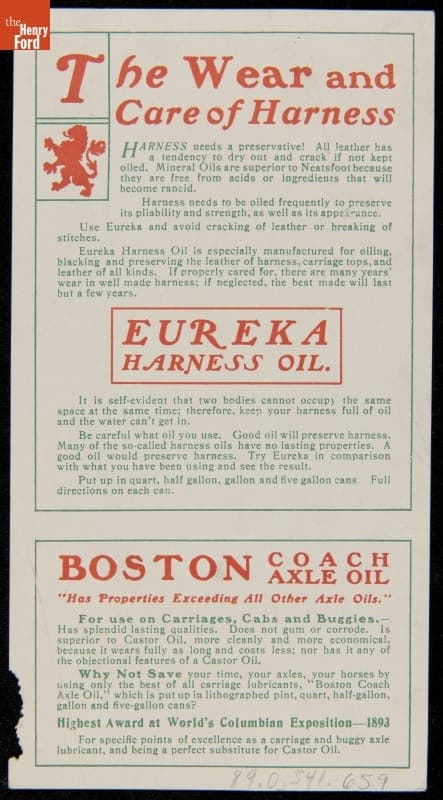 the
Henry
Ford
The Wear and
Care of Harness
HARNESS needs a preservative! All leather has
a tendency to dry out and crack if not kept
oiled. Mineral Oils are superior to Neatsfoot because
they are free from acids or ingredients that will
become rancid.
Harness needs to be oiled frequently to preserve
its pliability and strength, as well as its appearance.
Use Eureka and avoid cracking of leather or breaking of
stitches.
Eureka Harness Oil is especially manufactured for oiling,
blacking and preserving the leather of harness, carriage tops, and
leather of all kinds. If properly cared for, there are many years'
wear in well made harness; if neglected, the best made will last
but a few years.
EUREKA
HARNESS OIL.
It is self-evident that two bodies cannot occupy the same
space at the same time; therefore, keep your harness full of oil
and the water can't get in.
Be careful what oil you use. Good oil will preserve harness.
Many of the so-called harness oils have no lasting properties. A
good oil would preserve harness. Try Eureka in comparison
with what you have been using and see the result.
Put up in quart, half gallon, gallon and five gallon cans. Full
directions on each can.
BOSTON COACH
AXLE OIL
"Has Properties Exceeding All Other Axle Oils."
For use on Carriages, Cabs and Buggies.—
Has splendid lasting qualities. Does not gum or corrode. Is
superior to Castor Oil, more cleanly and more economical,
because it wears fully as long and costs less; nor has it any of
the objectional features of a Castor Oil.
Why Not Save your time, your axles, your horses by
using only the best of all carriage lubricants, "Boston Coach
Axle Oil," which is put up in lithographed pint, quart, half-gallon,
gallon and five-gallon cans?
Highest Award at World's Columbian Exposition—1893
For specific points of excellence as a carriage and buggy axle
lubricant, and being a perfect substitute for Castor Oil.
89.0.541.659